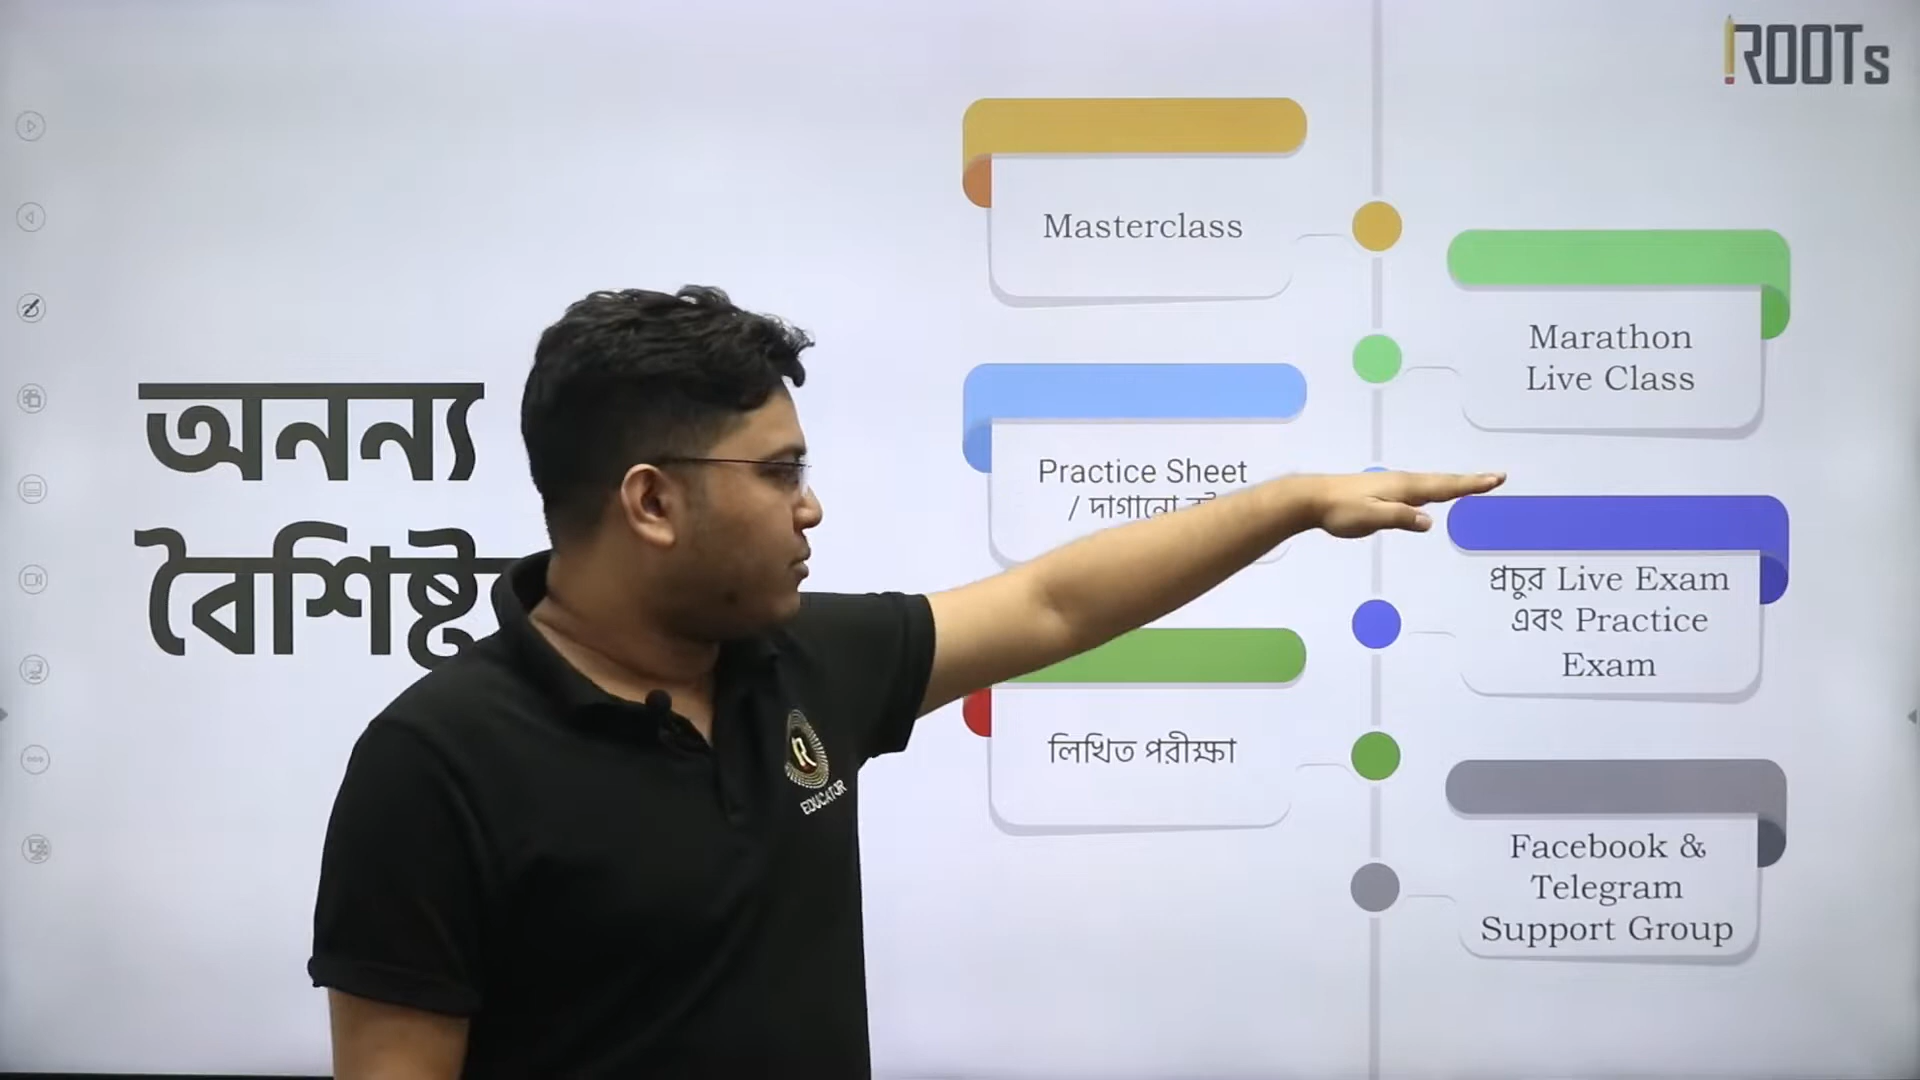 ROOTs
অনন্য
বৈশিষ্ট্য
Masterclass
Marathon
Live Class
Practice Sheet
/ দাগানো
প্রচুর Live Exam
এবং Practice
Exam
লিখিত পরীক্ষা
Facebook &
Telegram
Support Group
R
EDUCATOR